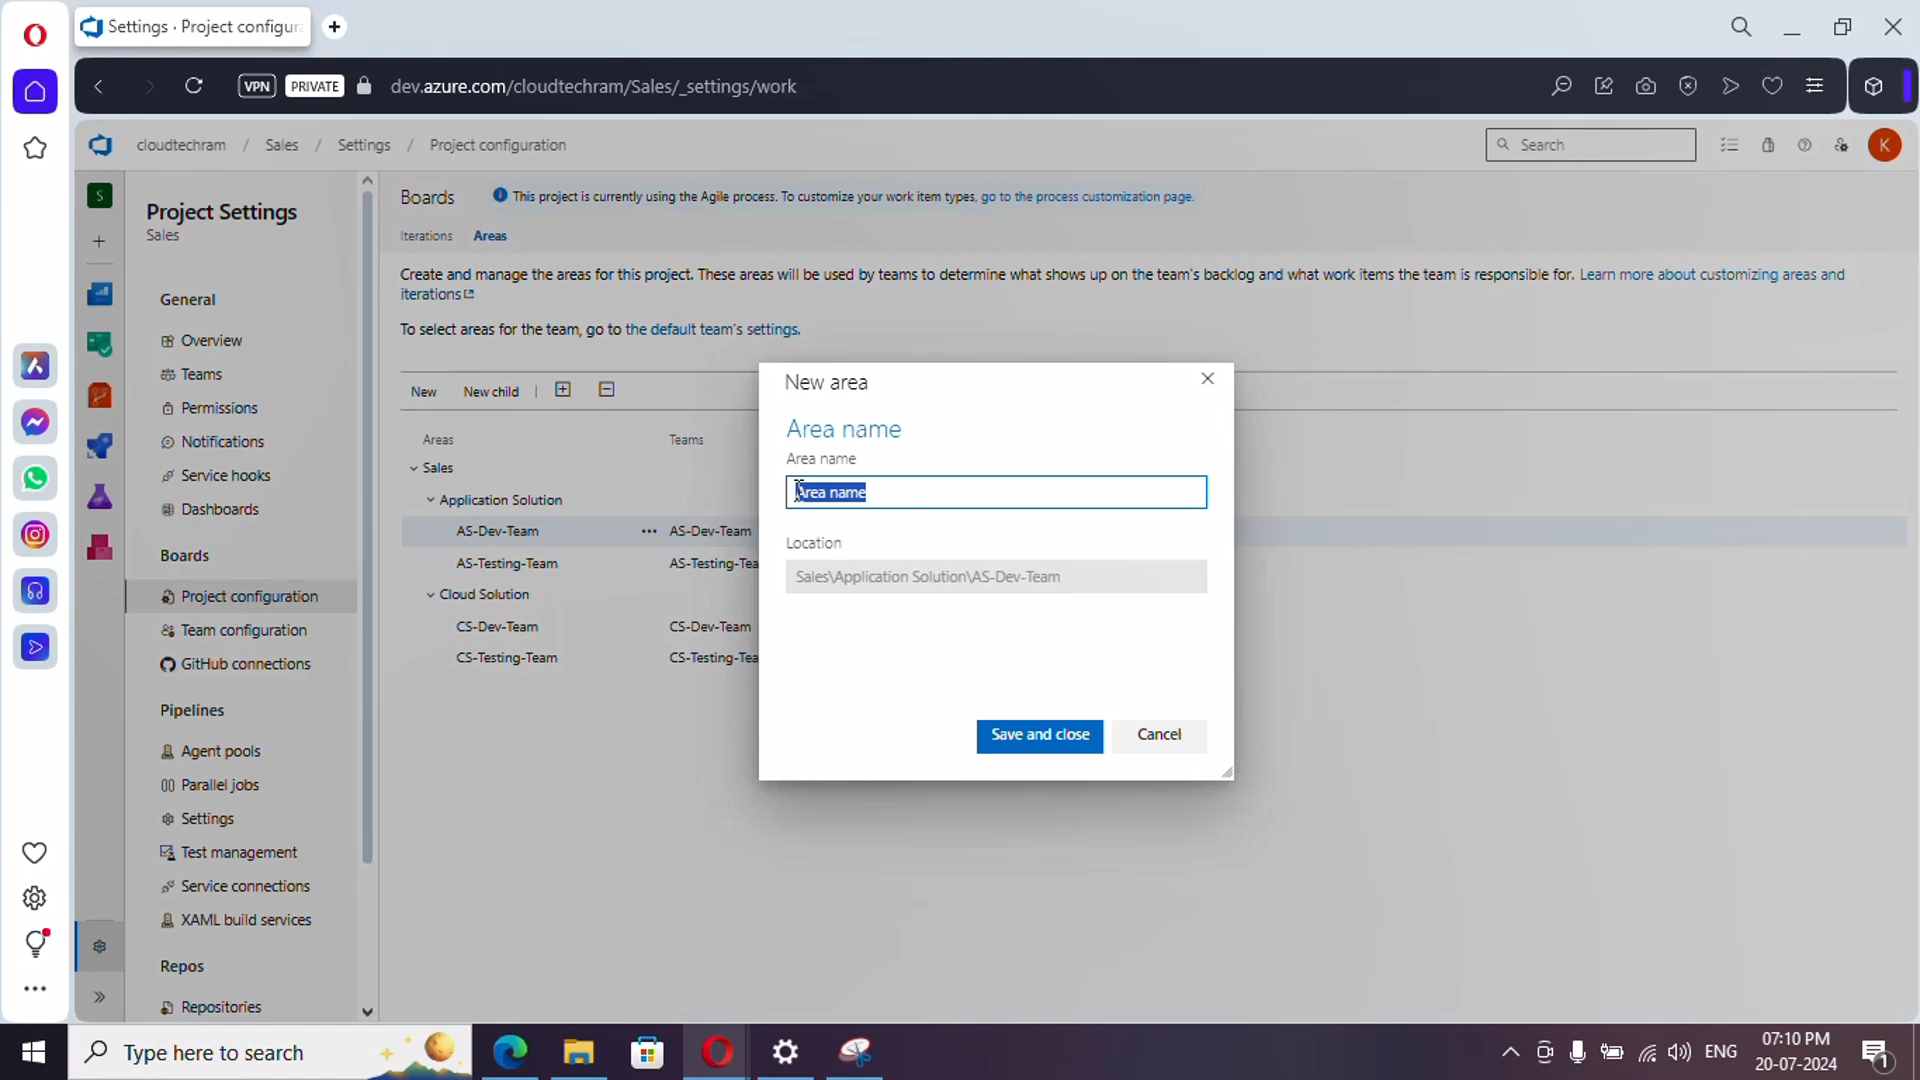 Settings · Project configura
VPN
PRIVATE
dev.azure.com/cloudtechram/Sales/_settings/work
cloudtechram / Sales / Settings / Project configuration
Search
K
S
Project Settings
Sales
General
Overview
Teams
Permissions
Notifications
Service hooks
Dashboards
Boards
Project configuration
Team configuration
GitHub connections
Pipelines
Agent pools
Parallel jobs
Settings
Test management
Service connections
XAML build services
Repos
Repositories
Boards
This project is currently using the Agile process. To customize your work item types, go to the process customization page.
Iterations
Areas
Create and manage the areas for this project. These areas will be used by teams to determine what shows up on the team's backlog and what work items the team is responsible for. Learn more about customizing areas and
iterations
To select areas for the team, go to the default team's settings.
New
New child
Areas
Teams
Sales
Application Solution
AS-Dev-Team
AS-Dev-Team
AS-Testing-Team
AS-Testing-Tea
Cloud Solution
CS-Dev-Team
CS-Dev-Team
CS-Testing-Team
CS-Testing-Tea
New area
Area name
Area name
Area name
Location
Sales\Application Solution\AS-Dev-Team
Save and close
Cancel
Type here to search
ENG
07:10 PM
20-07-2024
1